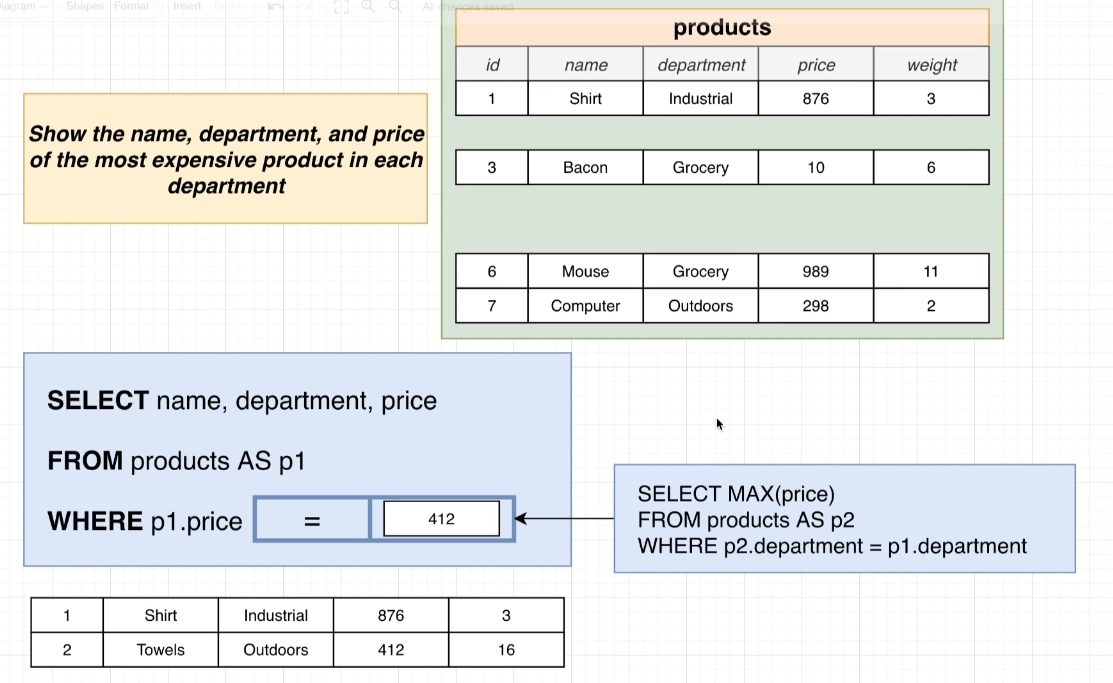 Shapes Format Insert All changes saved
products
id name department price weight
1 Shirt Industrial 876 3
3 Bacon Grocery 10 6
6 Mouse Grocery 989 11
7 Computer Outdoors 298 2
Show the name, department, and price
of the most expensive product in each
department
SELECT name, department, price
FROM products AS p1
WHERE p1.price = 412
SELECT MAX(price)
FROM products AS p2
WHERE p2.department = p1.department
1 Shirt Industrial 876 3
2 Towels Outdoors 412 16